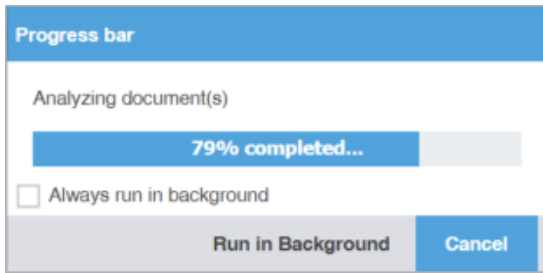 Progress bar
Analyzing document(s)
79% completed...
Always run in background
Run in Background Cancel